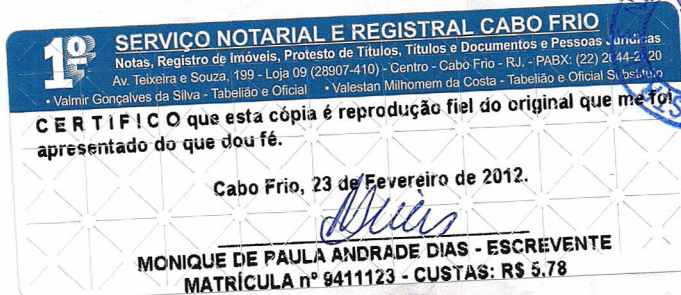 1º
SERVIÇO NOTARIAL E REGISTRAL CABO FRIO
Notas, Registro de Imóveis, Protesto de Títulos, Títulos e Documentos e Pessoas Jurídicas
Av. Teixeira e Souza, 199 - Loja 09 (28907-410) - Centro - Cabo Frio - RJ. - PABX: (22)
• Valmir Gonçalves da Silva - Tabelião e Oficial • Valestan Milhomem da Costa - Tabelião e Oficial Substituto
CERTIFICO que esta cópia é reprodução fiel do original que me foi
apresentado do que dou fé.
Cabo Frio, 23 de Fevereiro de 2012.
MONIQUE DE PAULA ANDRADE DIAS - ESCREVENTE
MATRÍCULA nº 9411123 - CUSTAS: R$ 5.78